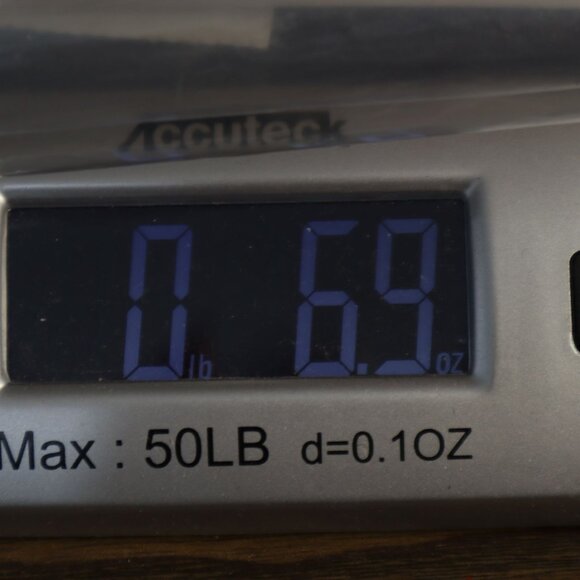 Accuteck
0 lb 6.9 oz
Max : 50LB d=0.1OZ